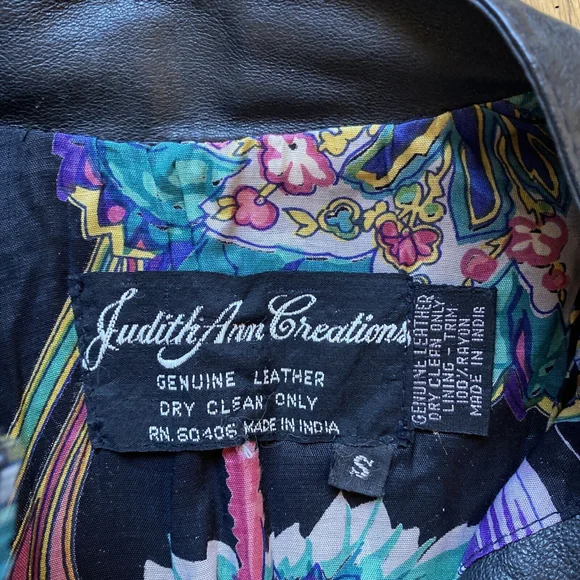 Judith Ann Creations
GENUINE LEATHER
DRY CLEAN ONLY
RN. 60406 MADE IN INDIA
S
GENUINE LEATHER
DRY CLEAN ONLY
LINING - TRIM
100% RAYON
MADE IN INDIA